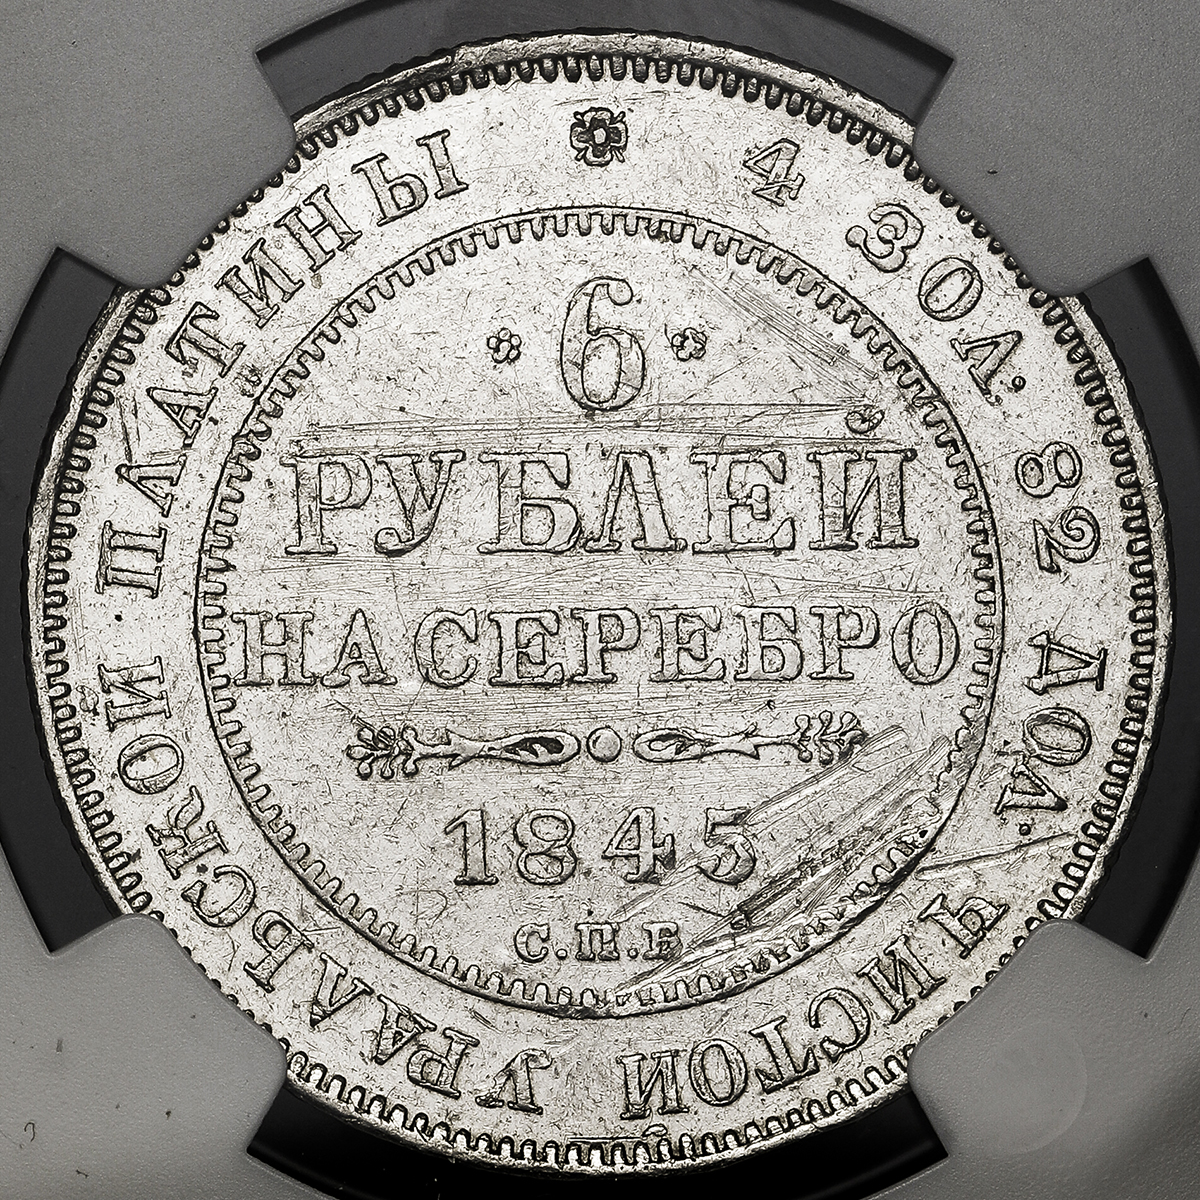 4 ЗОЛ. 82 ДОЛ. ЧИСТОЙ УРАЛЬСКОЙ ПЛАТИНЫ
6
РУБЛЕЙ
НА СЕРЕБРО
1845
С.П.Б